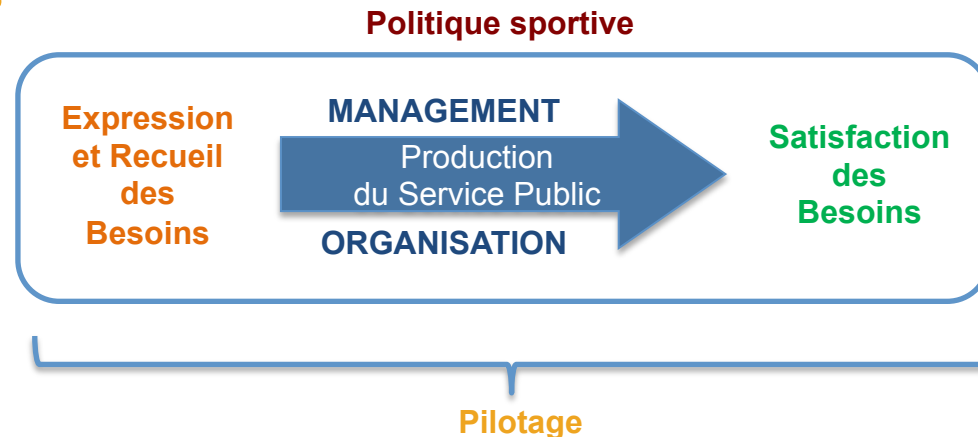 Politique sportive
Expression
et Recueil
des
Besoins
MANAGEMENT
Production
du Service Public
ORGANISATION
Satisfaction
des
Besoins
Pilotage